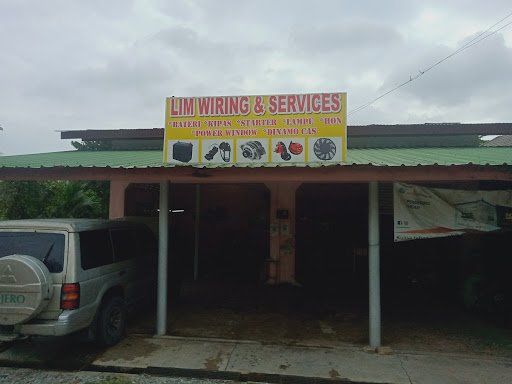 LIM WIRING & SERVICES
*BATERI *KIPAS *STARTER *LAMPU *HON
*POWER WINDOW *DINAMO CAS
JERO